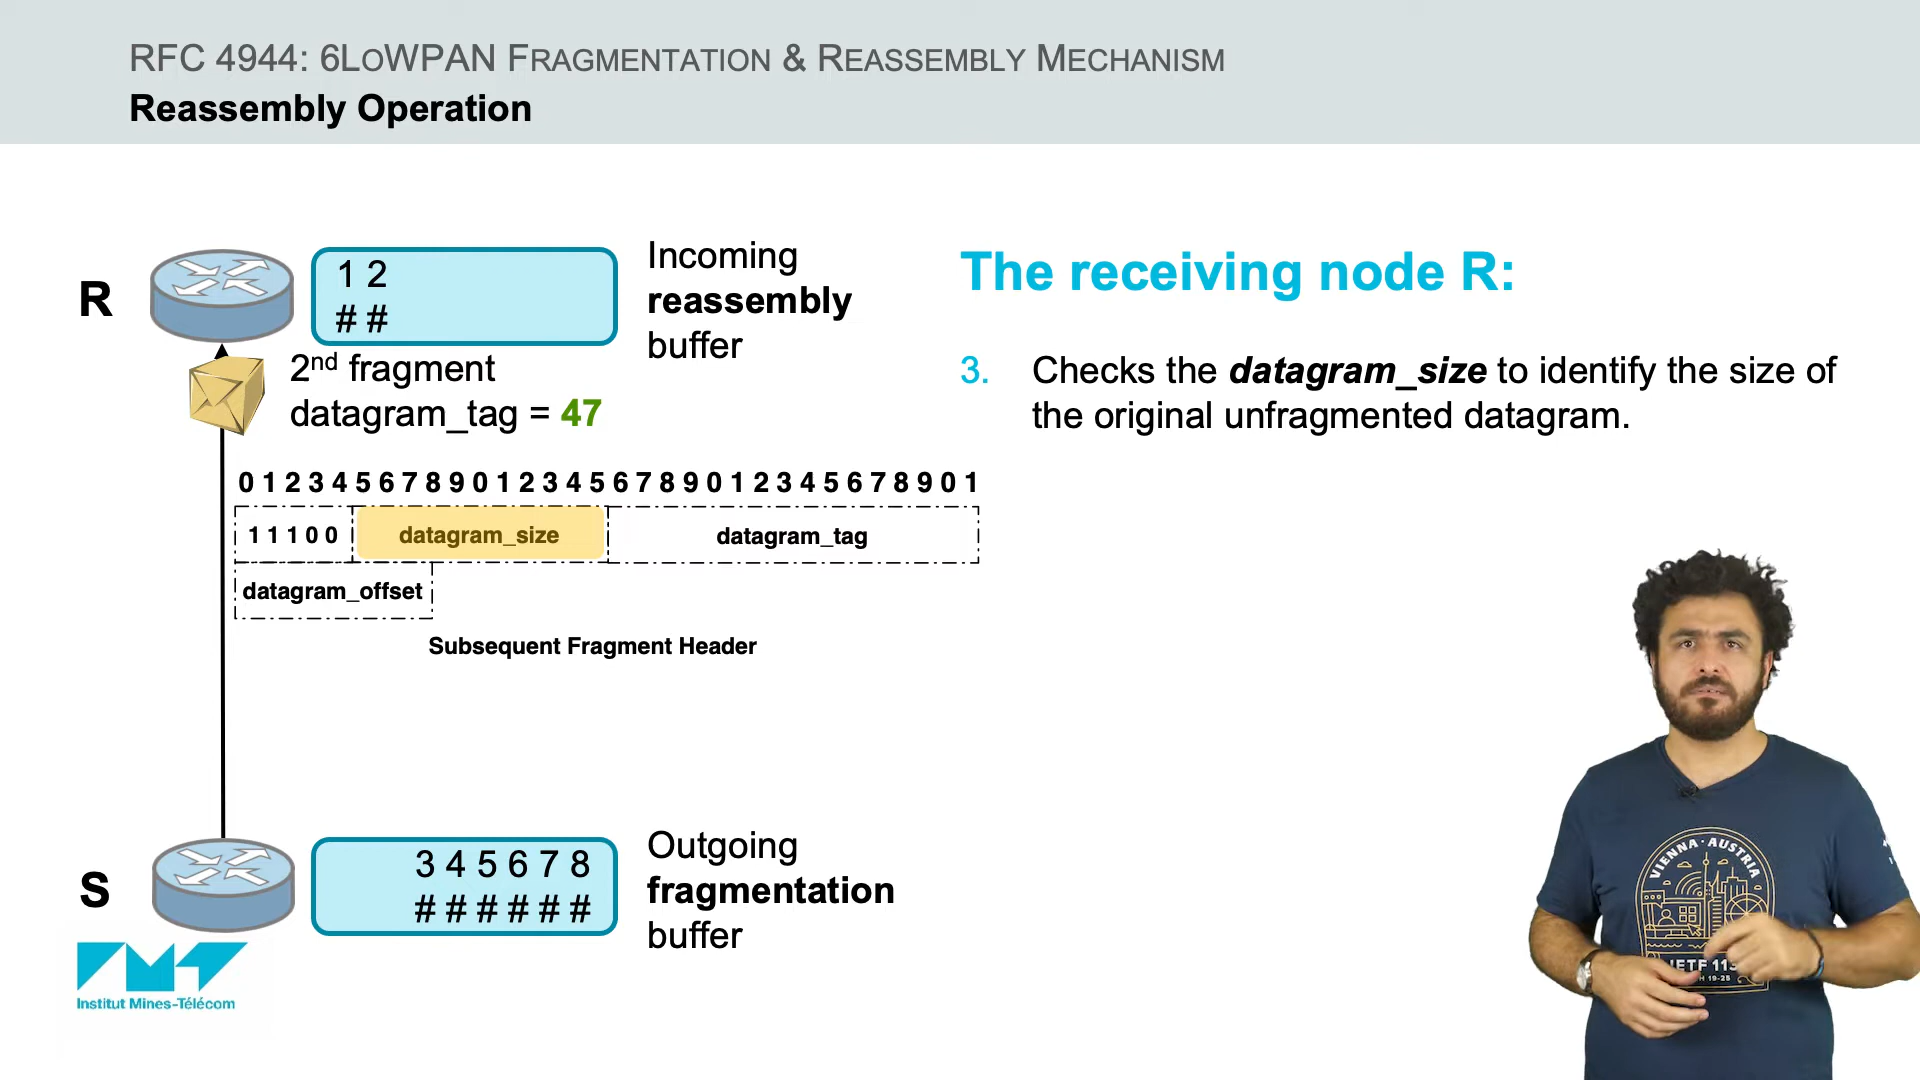 RFC 4944: 6LoWPAN Fragmentation & Reassembly Mechanism
Reassembly Operation
R
1 2
# #
Incoming
reassembly
buffer
2nd fragment
datagram_tag = 47
The receiving node R:
3. Checks the datagram_size to identify the size of
the original unfragmented datagram.
0 1 2 3 4 5 6 7 8 9 0 1 2 3 4 5 6 7 8 9 0 1 2 3 4 5 6 7 8 9 0 1
1 1 1 0 0 datagram_size datagram_tag
datagram_offset
Subsequent Fragment Header
S
3 4 5 6 7 8
# # # # # #
Outgoing
fragmentation
buffer
Institut Mines-Télécom
VIENNA · AUSTRIA
IETF 113
19-25